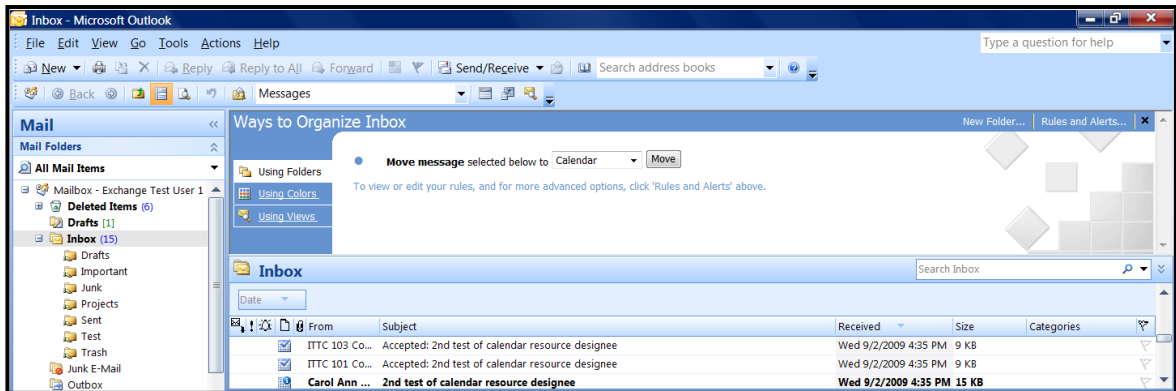 Inbox - Microsoft Outlook
File Edit View Go Tools Actions Help Type a question for help
New Reply Reply to All Forward Send/Receive Search address books
Back Messages
Mail «
Mail Folders
All Mail Items
Mailbox - Exchange Test User 1
Deleted Items (6)
Drafts [1]
Inbox (15)
Drafts
Important
Junk
Projects
Sent
Test
Trash
Junk E-Mail
Outbox
Ways to Organize Inbox New Folder... Rules and Alerts...
Using Folders
Using Colors
Using Views
Move message selected below to Calendar Move
To view or edit your rules, and for more advanced options, click 'Rules and Alerts' above.
Inbox Search Inbox
Date
From Subject Received Size Categories
ITTC 103 Co... Accepted: 2nd test of calendar resource designee Wed 9/2/2009 4:35 PM 9 KB
ITTC 101 Co... Accepted: 2nd test of calendar resource designee Wed 9/2/2009 4:35 PM 9 KB
Carol Ann ... 2nd test of calendar resource designee Wed 9/2/2009 4:35 PM 15 KB